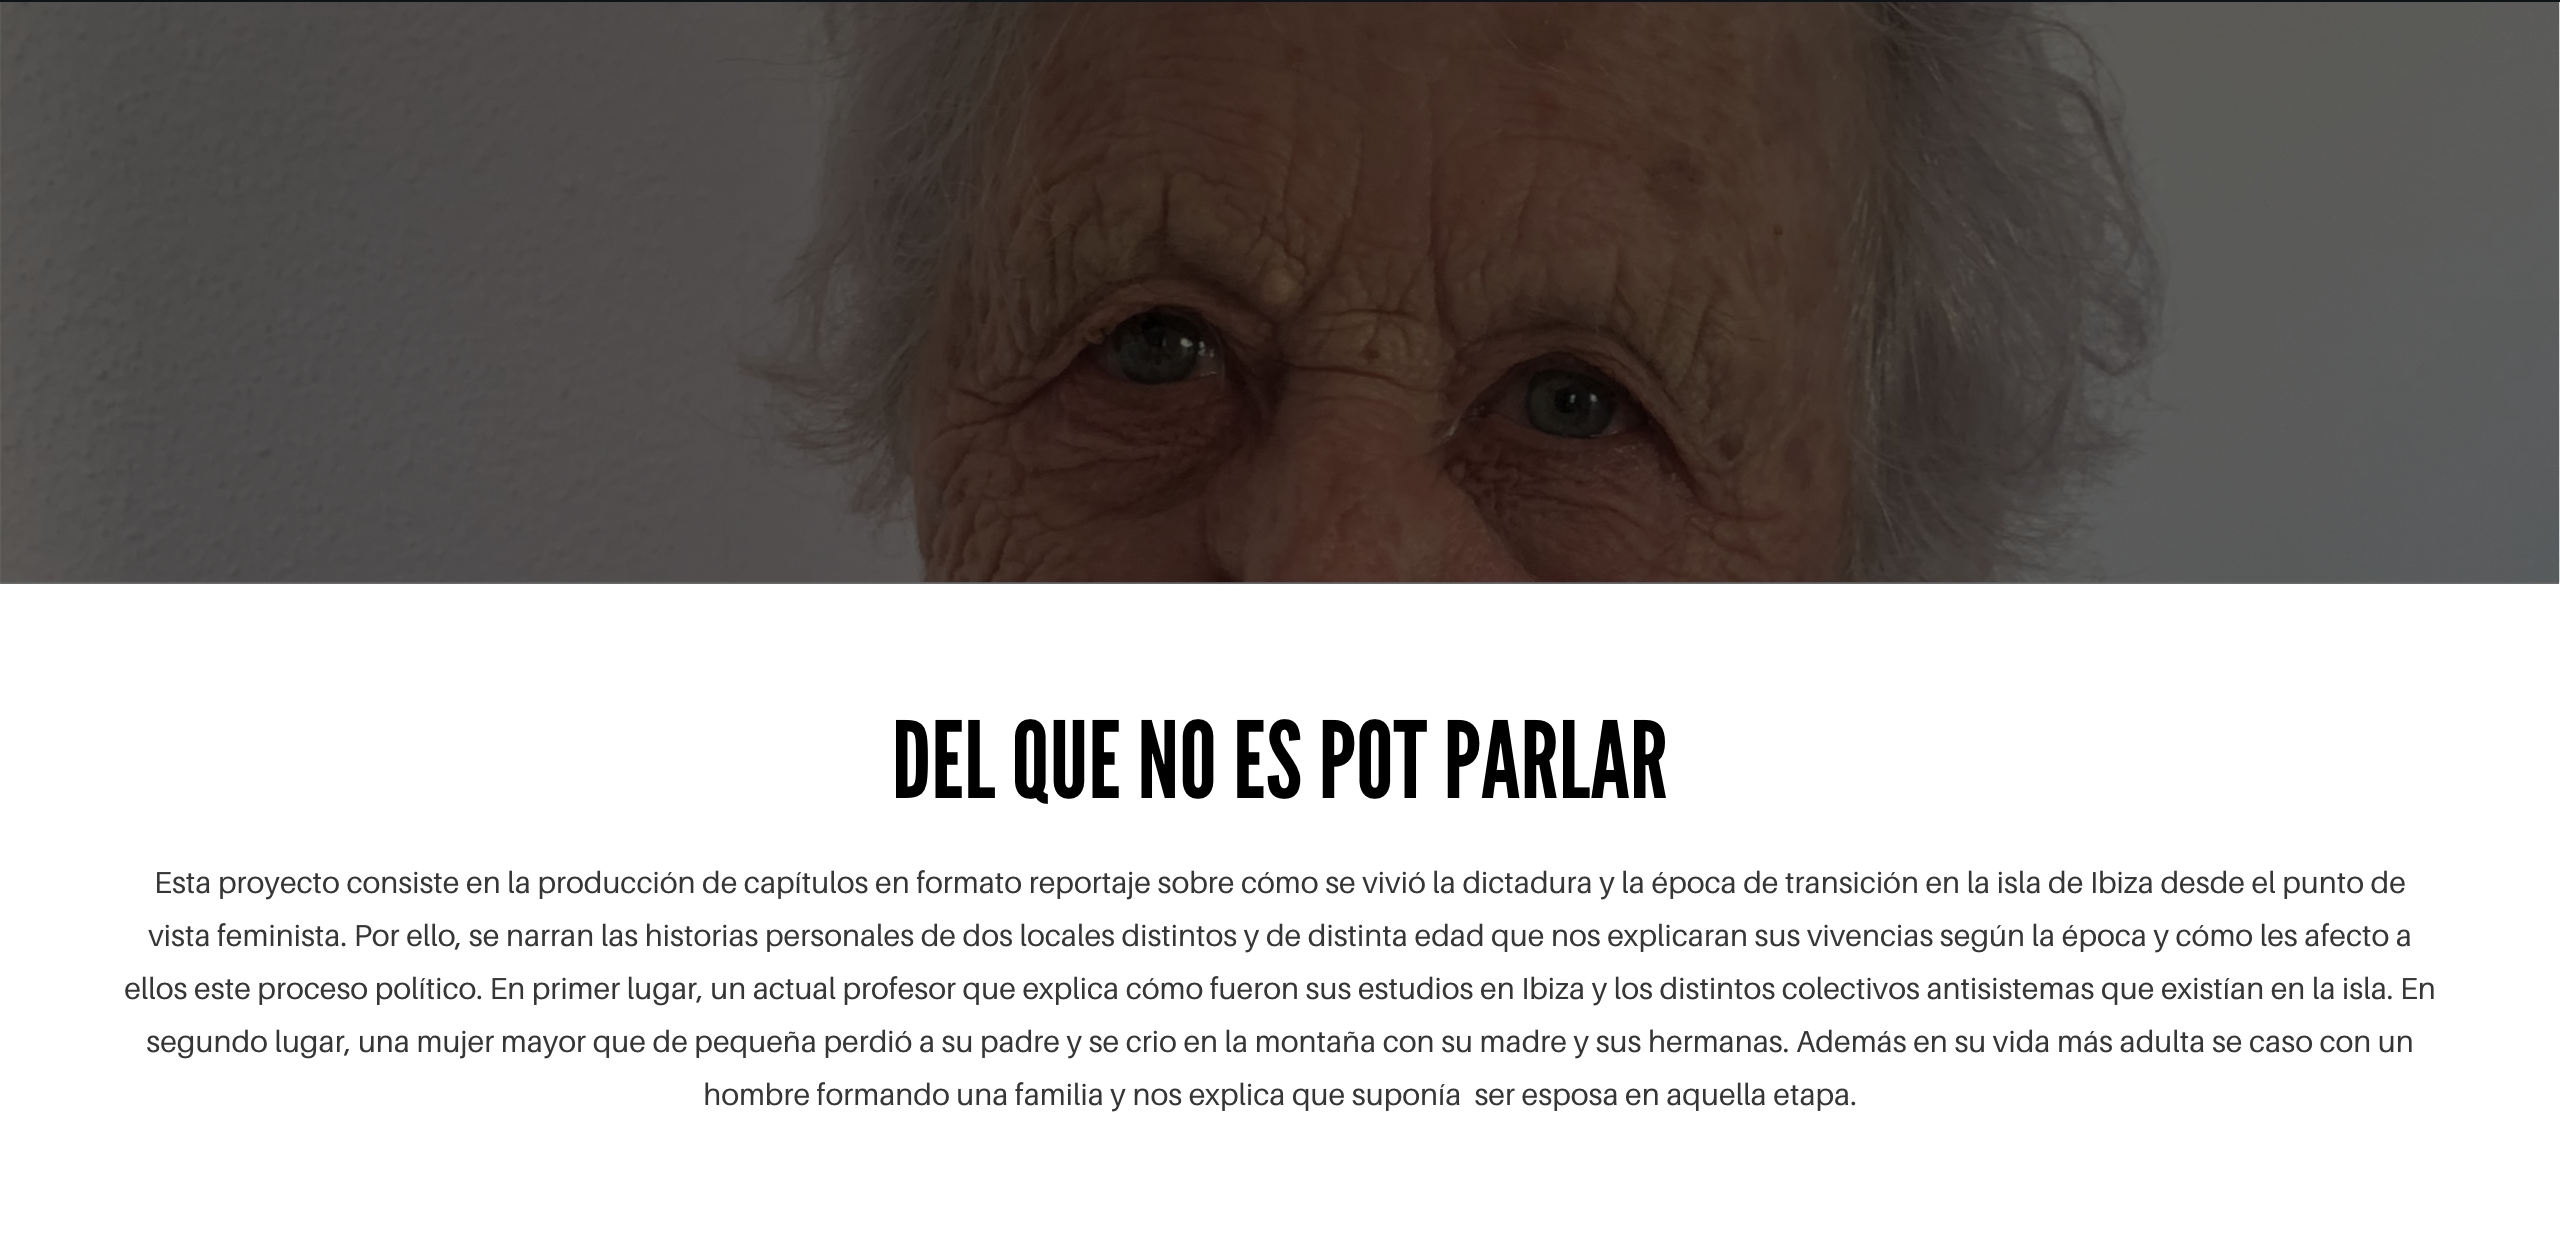 DEL QUE NO ES POT PARLAR
Esta proyecto consiste en la producción de capítulos en formato reportaje sobre cómo se vivió la dictadura y la época de transición en la isla de Ibiza desde el punto de
vista feminista. Por ello, se narran las historias personales de dos locales distintos y de distinta edad que nos explicaran sus vivencias según la época y cómo les afecto a
ellos este proceso político. En primer lugar, un actual profesor que explica cómo fueron sus estudios en Ibiza y los distintos colectivos antisistemas que existían en la isla. En
segundo lugar, una mujer mayor que de pequeña perdió a su padre y se crio en la montaña con su madre y sus hermanas. Además en su vida más adulta se caso con un
hombre formando una familia y nos explica que suponía  ser esposa en aquella etapa.